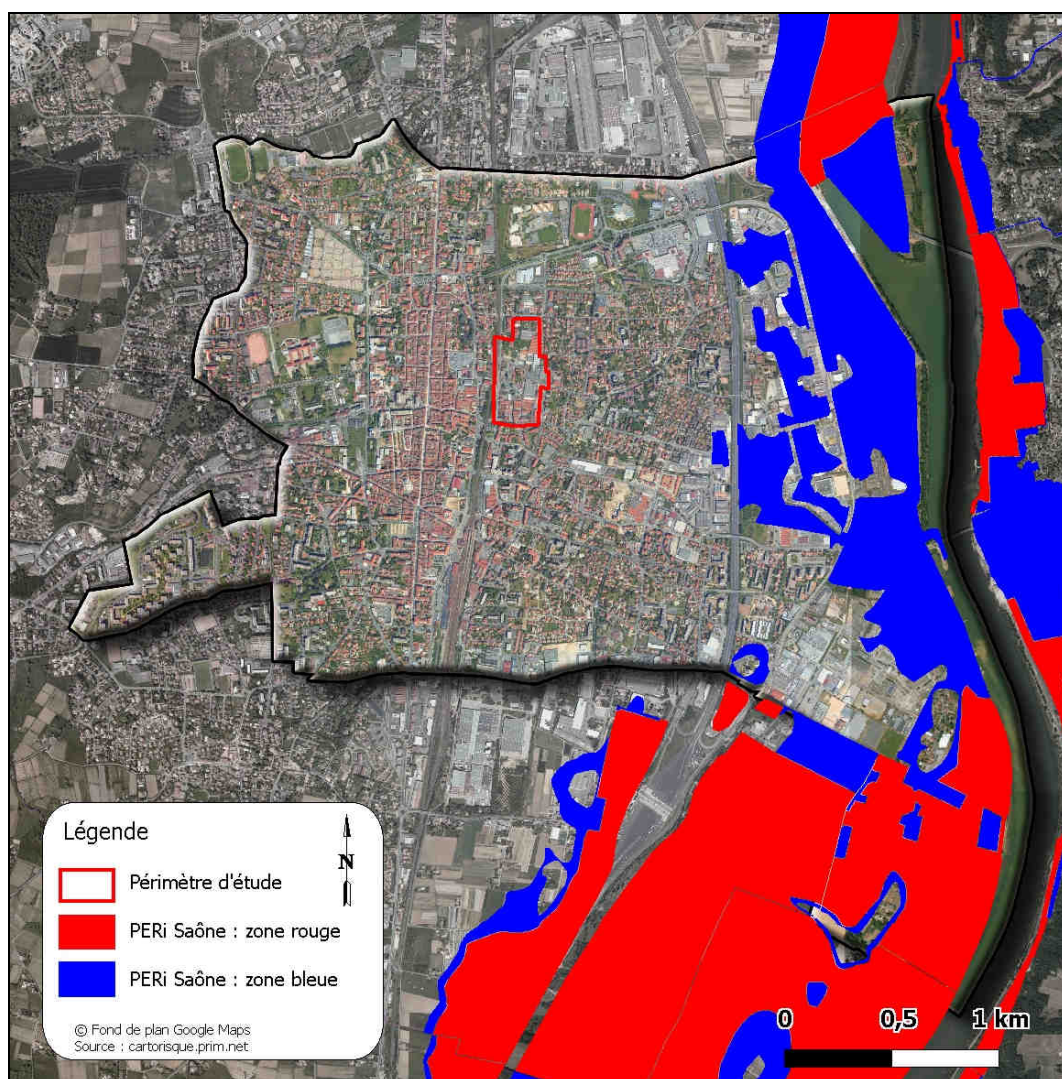 Légende
N
Périmètre d'étude
PERi Saône : zone rouge
PERi Saône : zone bleue
© Fond de plan Google Maps
Source : cartorisque.prim.net
0 0,5 1 km